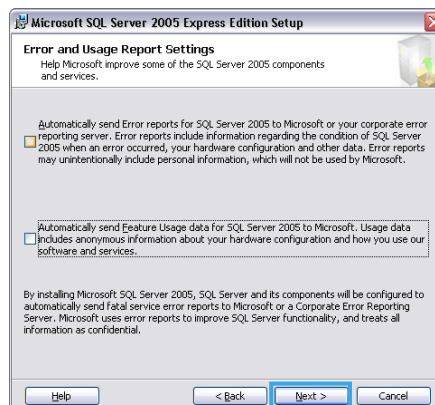 Microsoft SQL Server 2005 Express Edition Setup
Error and Usage Report Settings
Help Microsoft improve some of the SQL Server 2005 components
and services.
Automatically send Error reports for SQL Server 2005 to Microsoft or your corporate error
reporting server. Error reports include information regarding the condition of SQL Server
2005 when an error occurred, your hardware configuration and other data. Error reports
may unintentionally include personal information, which will not be used by Microsoft.
Automatically send Feature Usage data for SQL Server 2005 to Microsoft. Usage data
includes anonymous information about your hardware configuration and how you use our
software and services.
By installing Microsoft SQL Server 2005, SQL Server and its components will be configured to
automatically send fatal service error reports to Microsoft or a Corporate Error Reporting
Server. Microsoft uses error reports to improve SQL Server functionality, and treats all
information as confidential.
Help
< Back
Next >
Cancel